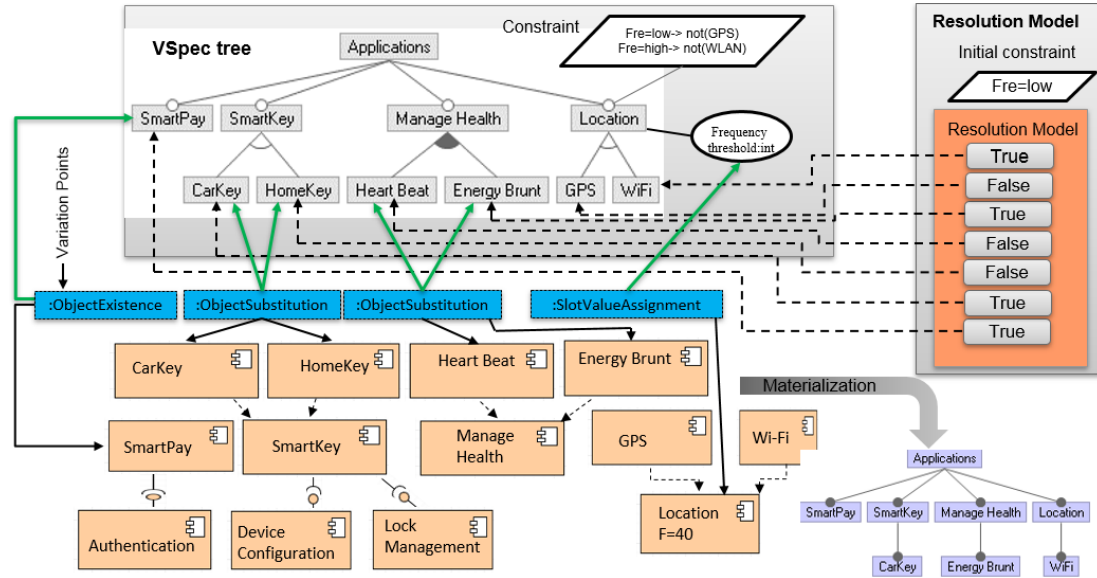 Constraint
Fre=low-> not(GPS)
Fre=high-> not(WLAN)
VSpec tree
Applications
SmartPay
SmartKey
Manage Health
Location
Frequency
threshold:int
CarKey
HomeKey
Heart Beat
Energy Brunt
GPS
WiFi
Resolution Model
Initial constraint
Fre=low
Resolution Model
True
False
True
False
False
True
True
Variation Points
:ObjectExistence
:ObjectSubstitution
:ObjectSubstitution
:SlotValueAssignment
CarKey
HomeKey
Heart Beat
Energy Brunt
SmartPay
SmartKey
Manage
Health
GPS
Wi-Fi
Authentication
Device
Configuration
Lock
Management
Location
F=40
Materialization
Applications
SmartPay
SmartKey
Manage Health
Location
CarKey
Energy Brunt
WiFi